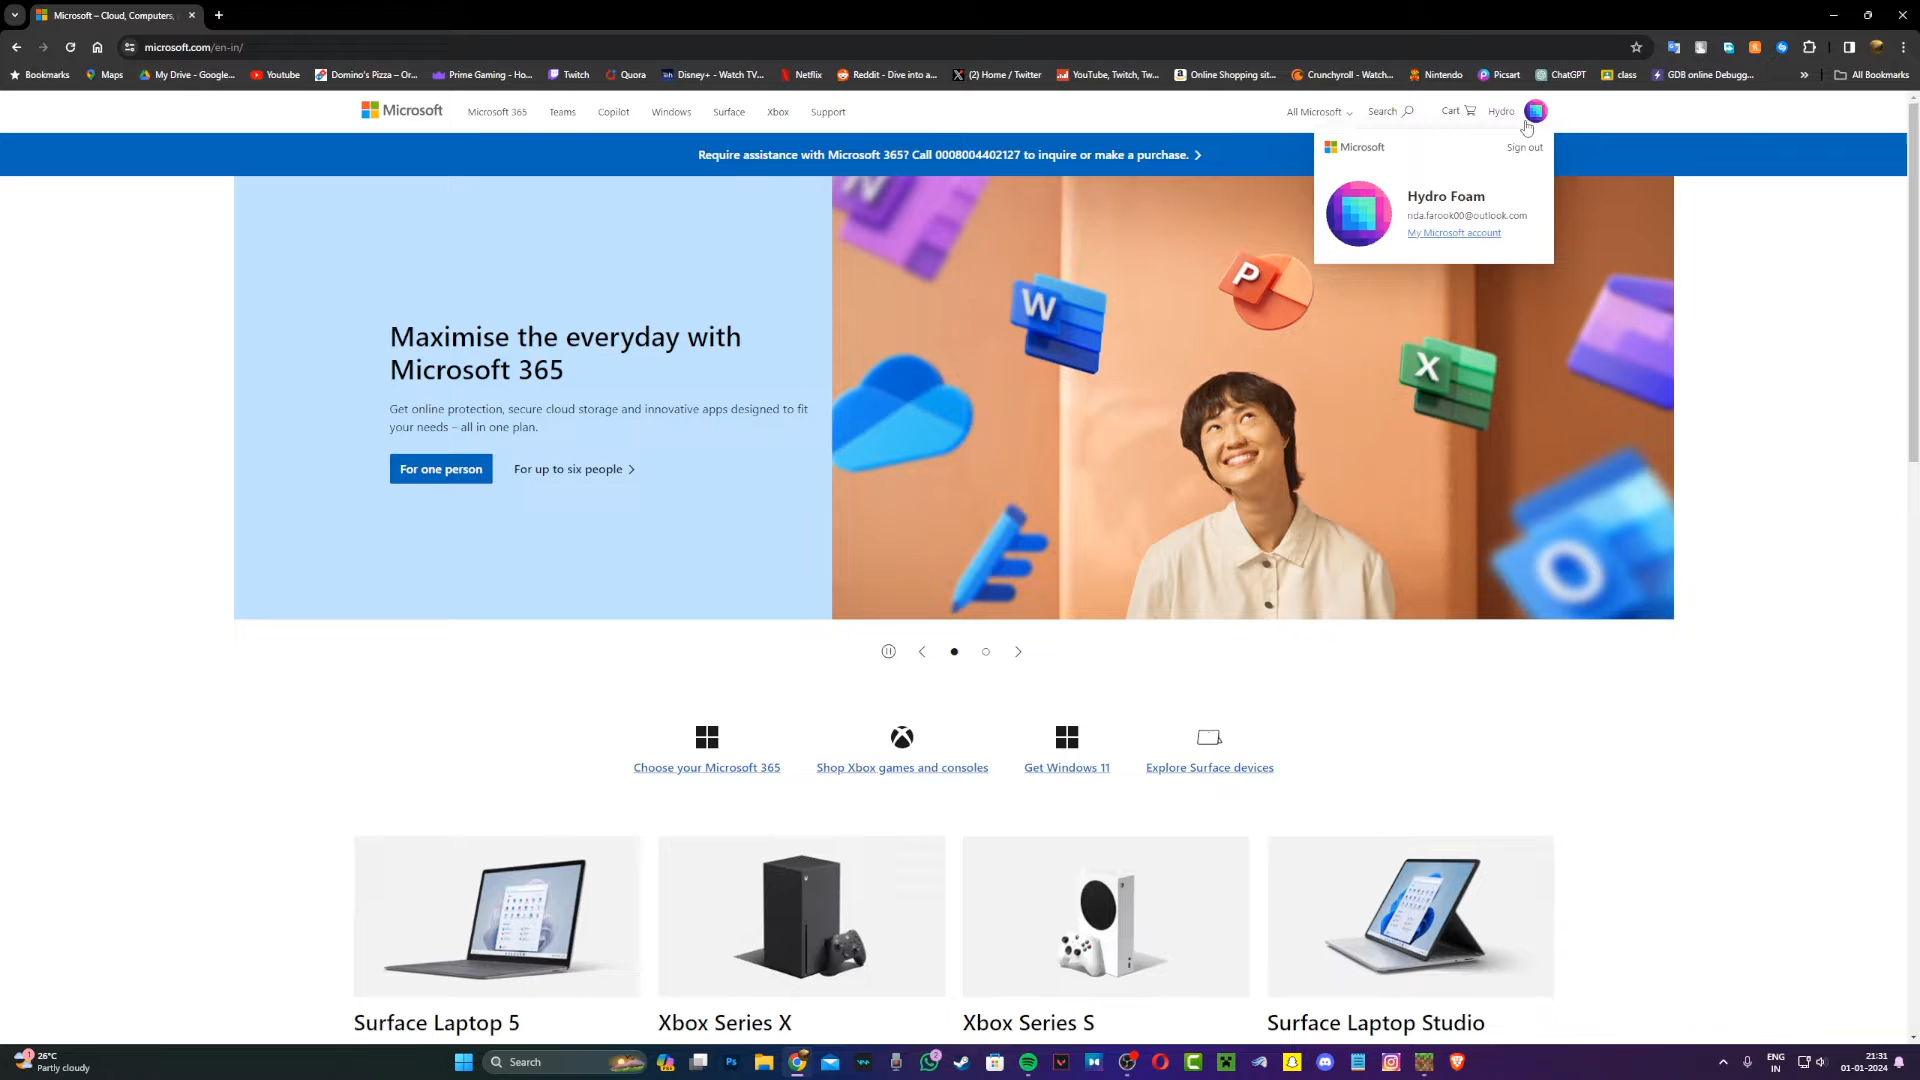 Microsoft – Cloud, Computers,
microsoft.com/en-in/
Bookmarks Maps My Drive - Google... Youtube Domino's Pizza – Or... Prime Gaming - Ho... Twitch Quora Disney+ - Watch TV... Netflix Reddit - Dive into a... (2) Home / Twitter YouTube, Twitch, Tw... Online Shopping sit... Crunchyroll - Watch... Nintendo Picsart ChatGPT class GDB online Debugg... » All Bookmarks
Microsoft Microsoft 365 Teams Copilot Windows Surface Xbox Support All Microsoft Search Cart Hydro
Require assistance with Microsoft 365? Call 0008004402127 to inquire or make a purchase.
Microsoft Sign out
Hydro Foam
nda.farook00@outlook.com
My Microsoft account
Maximise the everyday with
Microsoft 365
Get online protection, secure cloud storage and innovative apps designed to fit
your needs – all in one plan.
For one person For up to six people
N
W
P
X
O
Choose your Microsoft 365 Shop Xbox games and consoles Get Windows 11 Explore Surface devices
Surface Laptop 5 Xbox Series X Xbox Series S Surface Laptop Studio
26°C
Partly cloudy
Search
ENG
IN
21:31
01-01-2024